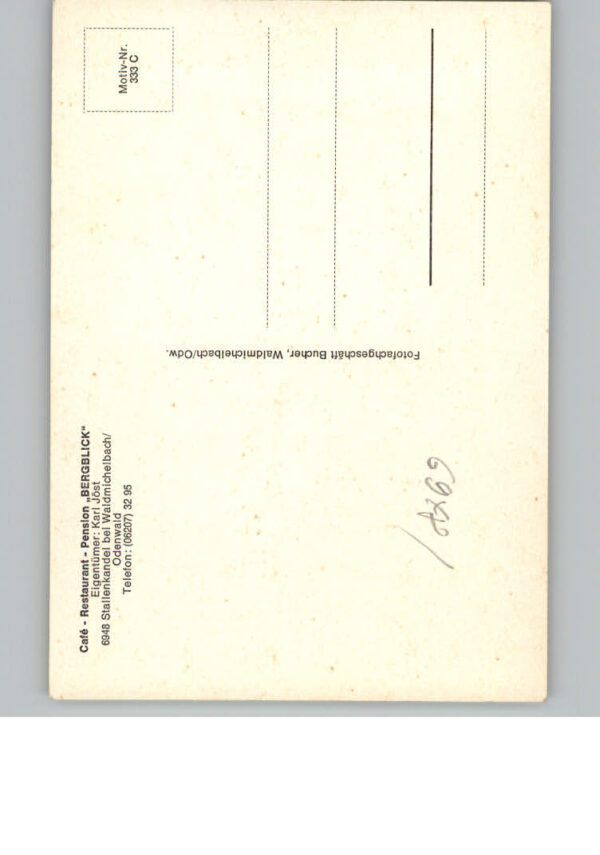 Café - Restaurant - Pension „BERGBLICK“
Eigentümer: Karl Jöst
6948 Stallenkandel bei Waldmichelbach/
Odenwald
Telefon: (06207) 32 95
Fotofachgeschäft Bucher, Waldmichelbach/Odw.
Motiv-Nr.
333 C